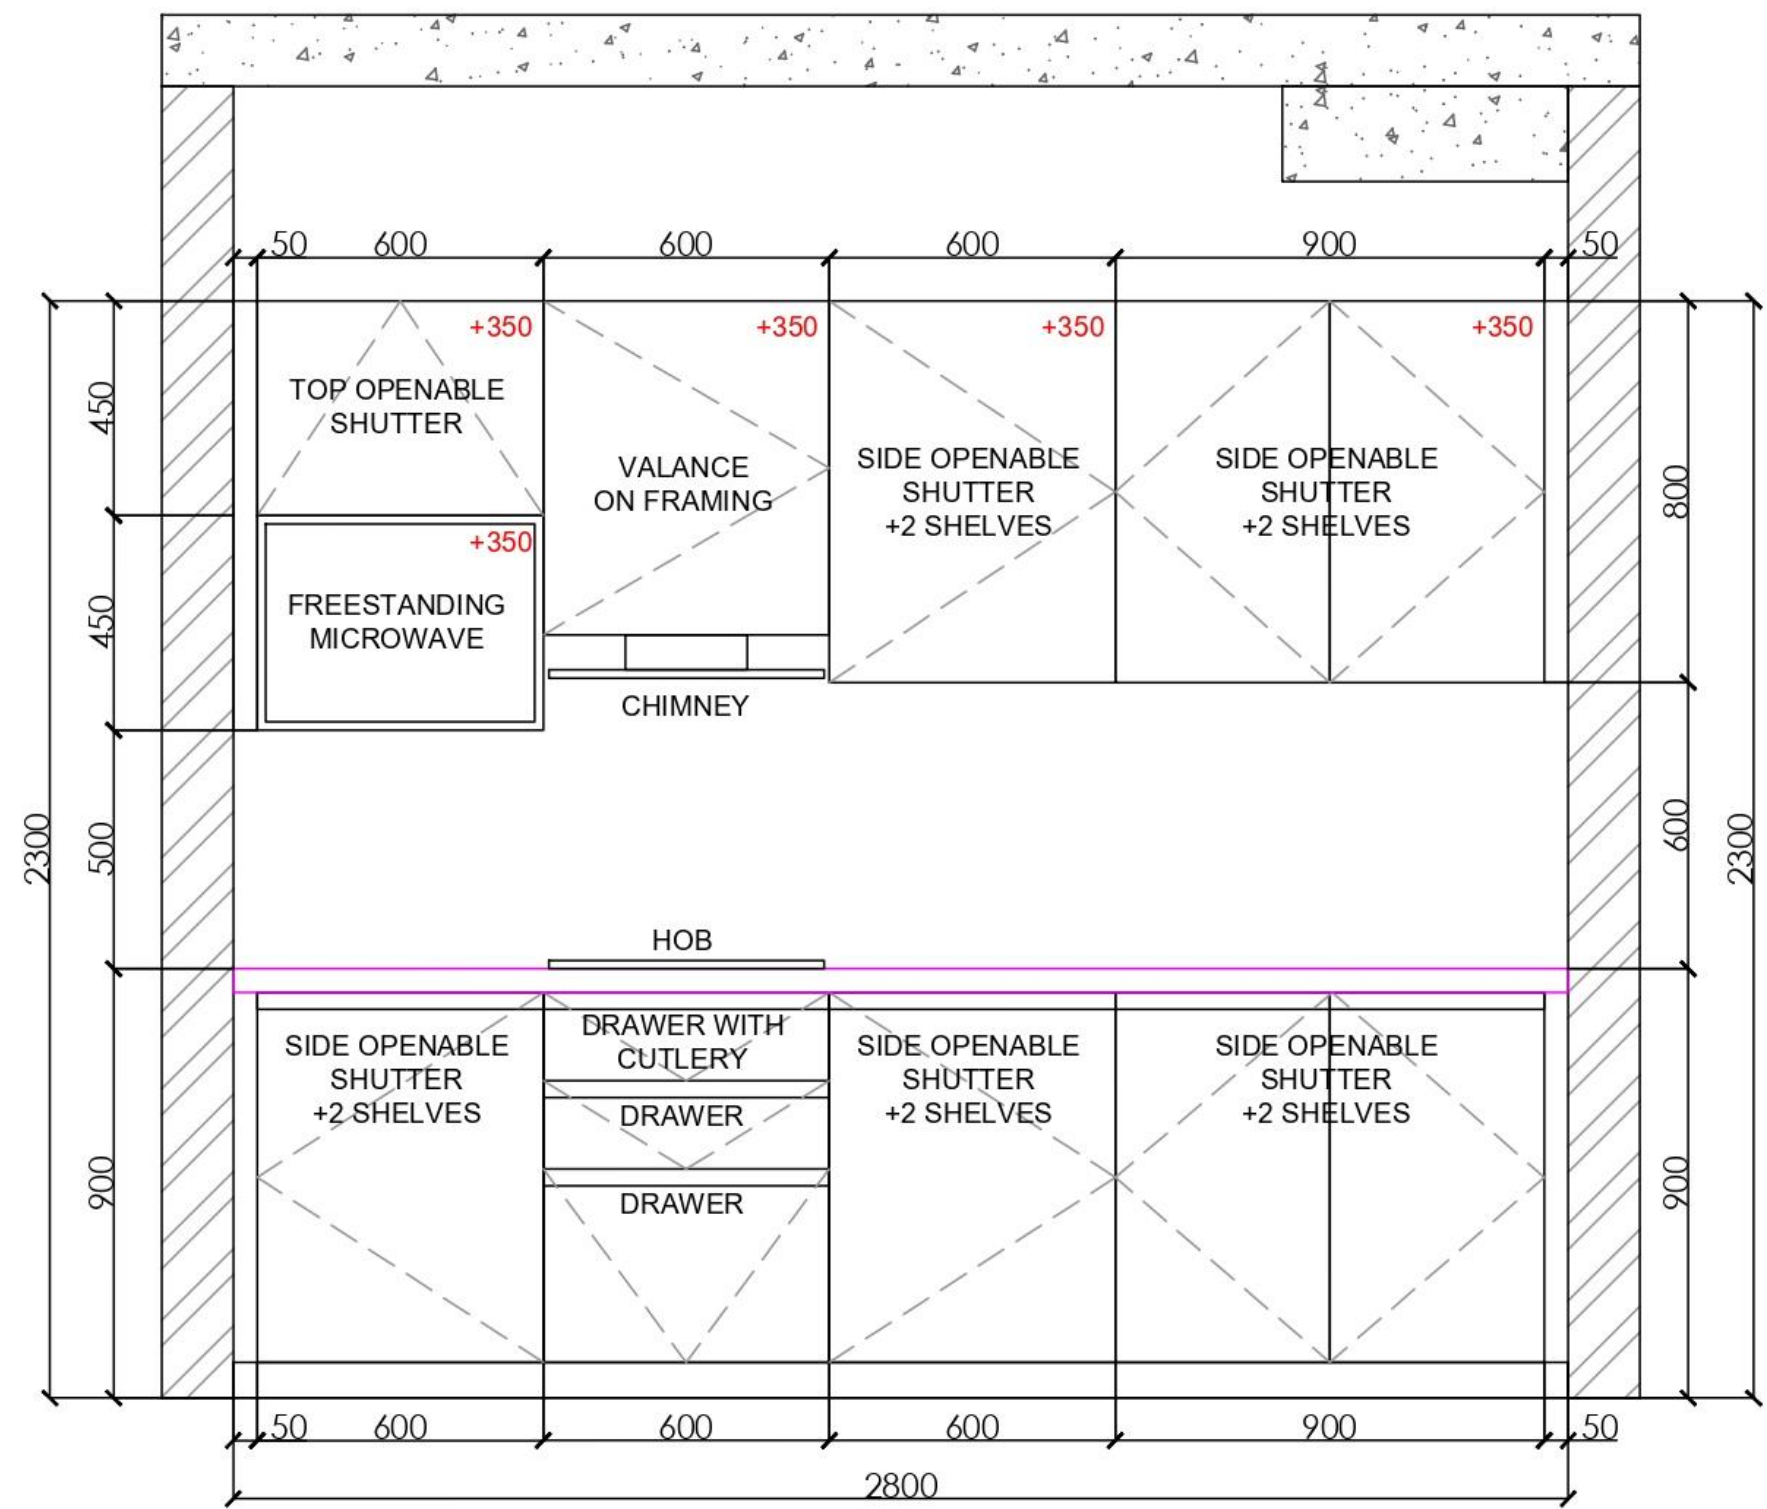 50 600 600 600 900 50
+350 +350 +350 +350
TOP OPENABLE
SHUTTER
450
VALANCE
ON FRAMING
SIDE OPENABLE
SHUTTER
+2 SHELVES
SIDE OPENABLE
SHUTTER
+2 SHELVES
800
+350
FREESTANDING
MICROWAVE
450
CHIMNEY
2300
500
600
2300
HOB
SIDE OPENABLE
SHUTTER
+2 SHELVES
DRAWER WITH
CUTLERY
DRAWER
DRAWER
SIDE OPENABLE
SHUTTER
+2 SHELVES
SIDE OPENABLE
SHUTTER
+2 SHELVES
900
900
50 600 600 600 900 50
2800